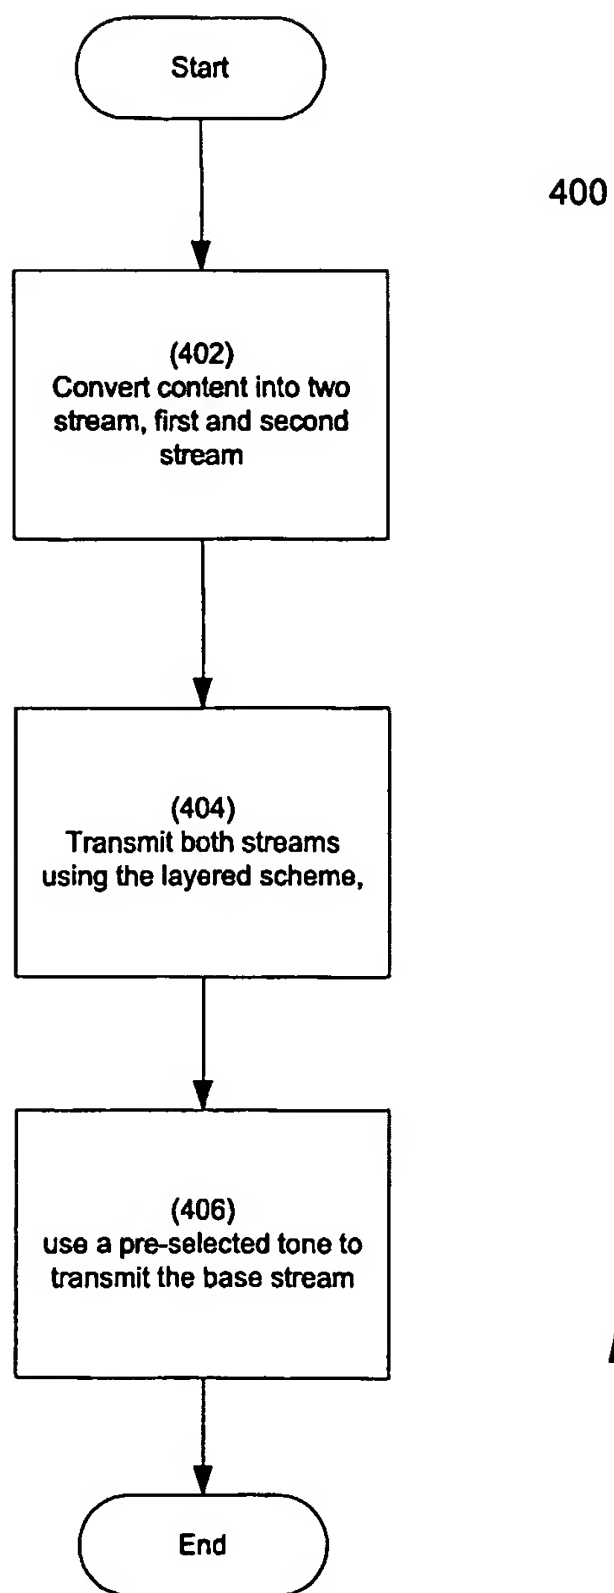 Start
400
(402)
Convert content into two
stream, first and second
stream
(404)
Transmit both streams
using the layered scheme,
(406)
use a pre-selected tone to
transmit the base stream
End